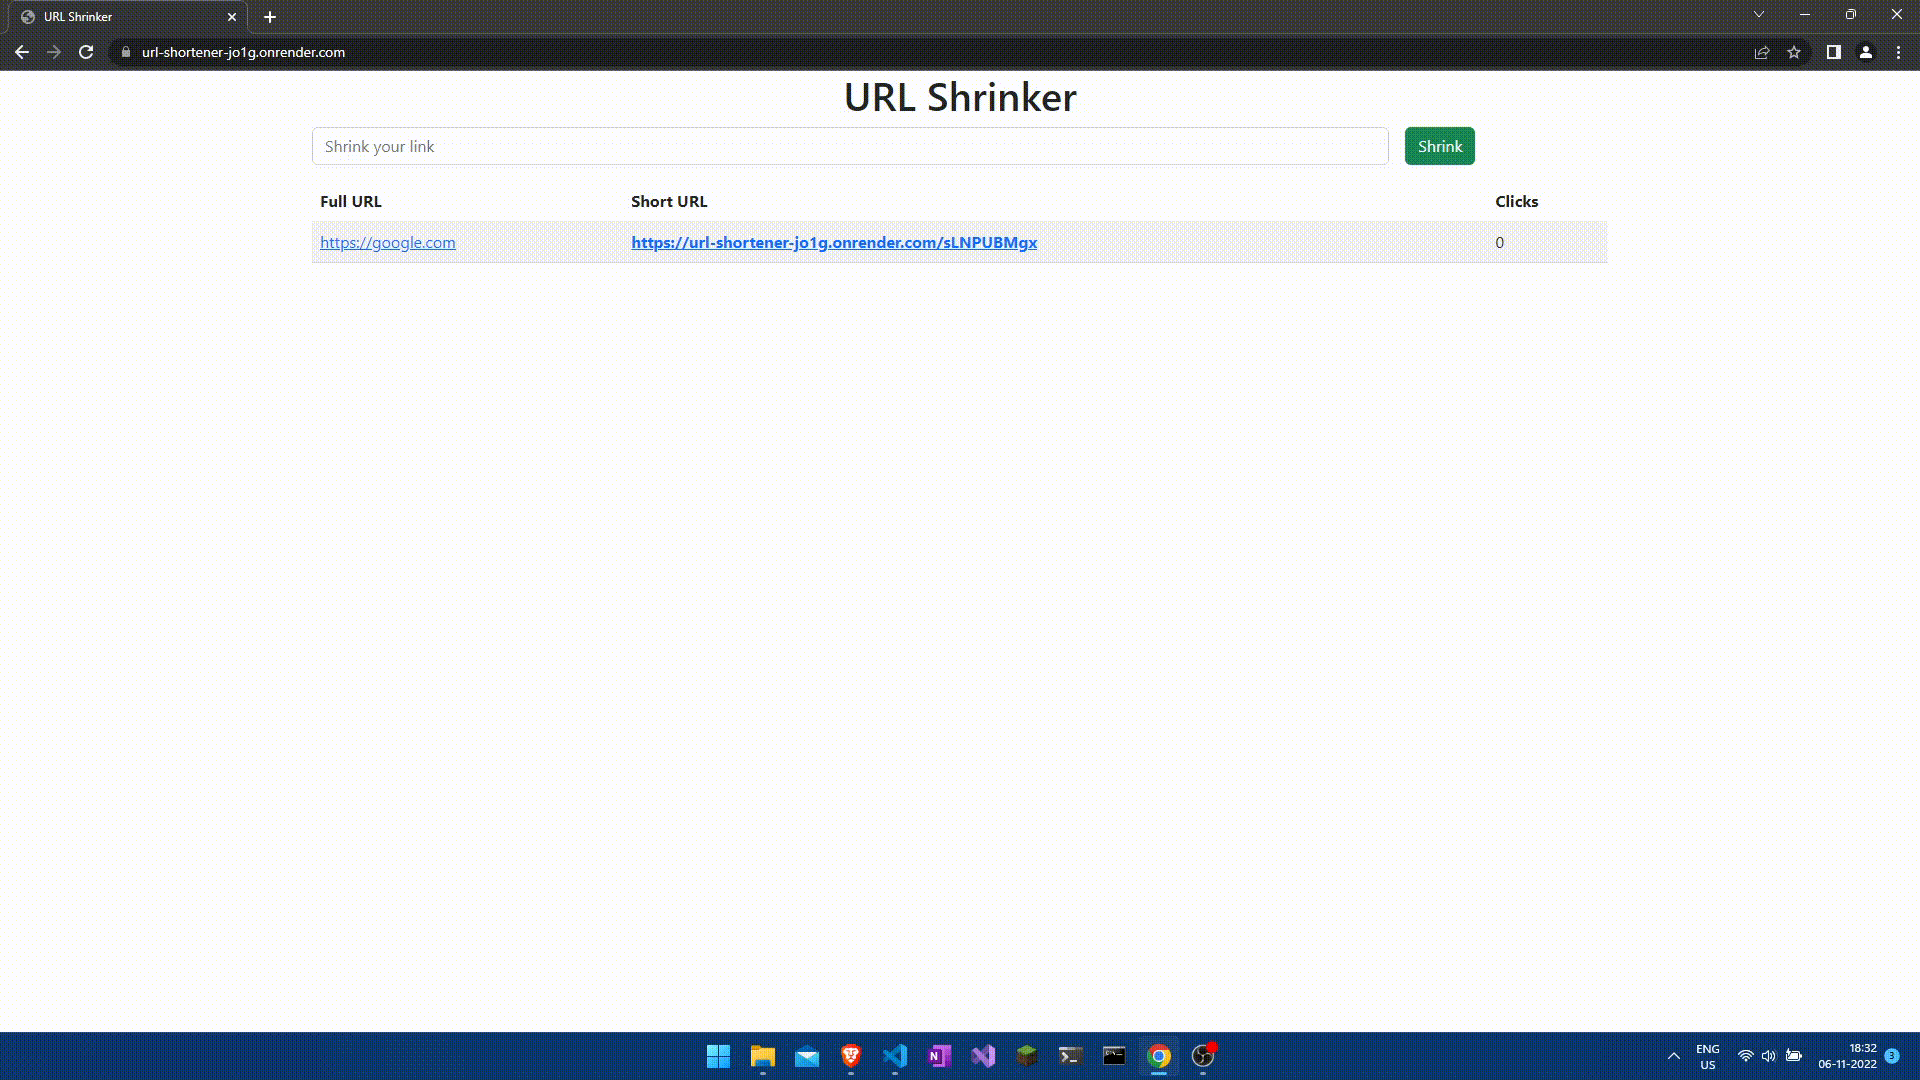 URL Shrinker
url-shortener-jo1g.onrender.com
URL Shrinker
Shrink your link
Shrink
Full URL Short URL Clicks
https://google.com https://url-shortener-jo1g.onrender.com/sLNPUBMgx 0
ENG
US
18:32
06-11-2022
3